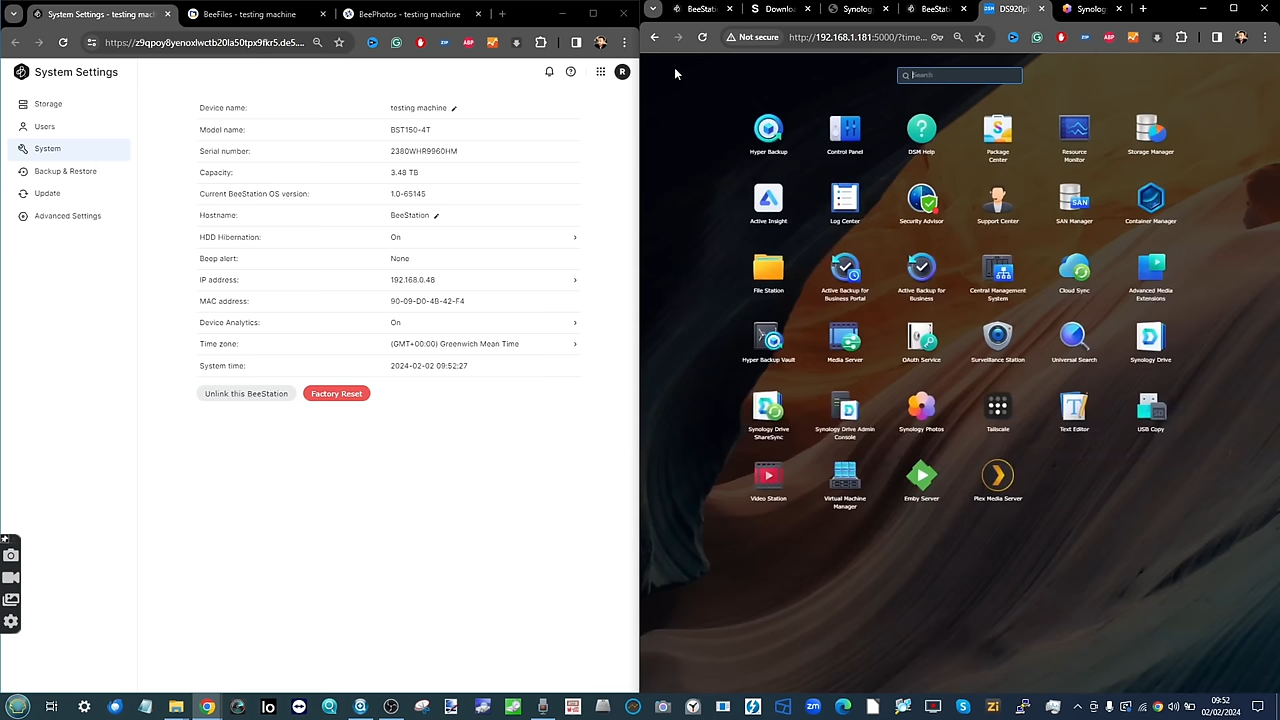 System Settings - testing mac
BeeFiles - testing machine
BeePhotos - testing machine
https://z9qpoy8yenoxlwctb20la50tpx9fkr5.de5....
System Settings
R
Storage
Users
System
Backup & Restore
Update
Advanced Settings
Device name: testing machine
Model name: BST150-4T
Serial number: 2380WHR9960HM
Capacity: 3.48 TB
Current BeeStation OS version: 1.0-65145
Hostname: BeeStation
HDD Hibernation: On
Beep alert: None
IP address: 192.168.0.48
MAC address: 90-09-D0-4B-42-F4
Device Analytics: On
Time zone: (GMT+00:00) Greenwich Mean Time
System time: 2024-02-02 09:52:27
Unlink this BeeStation
Factory Reset
BeeStati
Downlo
Synolog
BeeStati
DS920pl
Synolog
Not secure
http://192.168.1.181:5000/?time...
Search
Hyper Backup
Control Panel
DSM Help
Package
Center
Resource
Monitor
Storage Manager
Active Insight
Log Center
Security Advisor
Support Center
SAN
SAN Manager
Container Manager
File Station
Active Backup for
Business Portal
Active Backup for
Business
Central Management
System
Cloud Sync
Advanced Media
Extensions
Hyper Backup Vault
Media Server
OAuth Service
Surveillance Station
Universal Search
Synology Drive
Synology Drive
ShareSync
Synology Drive Admin
Console
Synology Photos
Tailscale
Text Editor
USB Copy
Video Station
Virtual Machine
Manager
Emby Server
Plex Media Server
09:52
02/02/2024